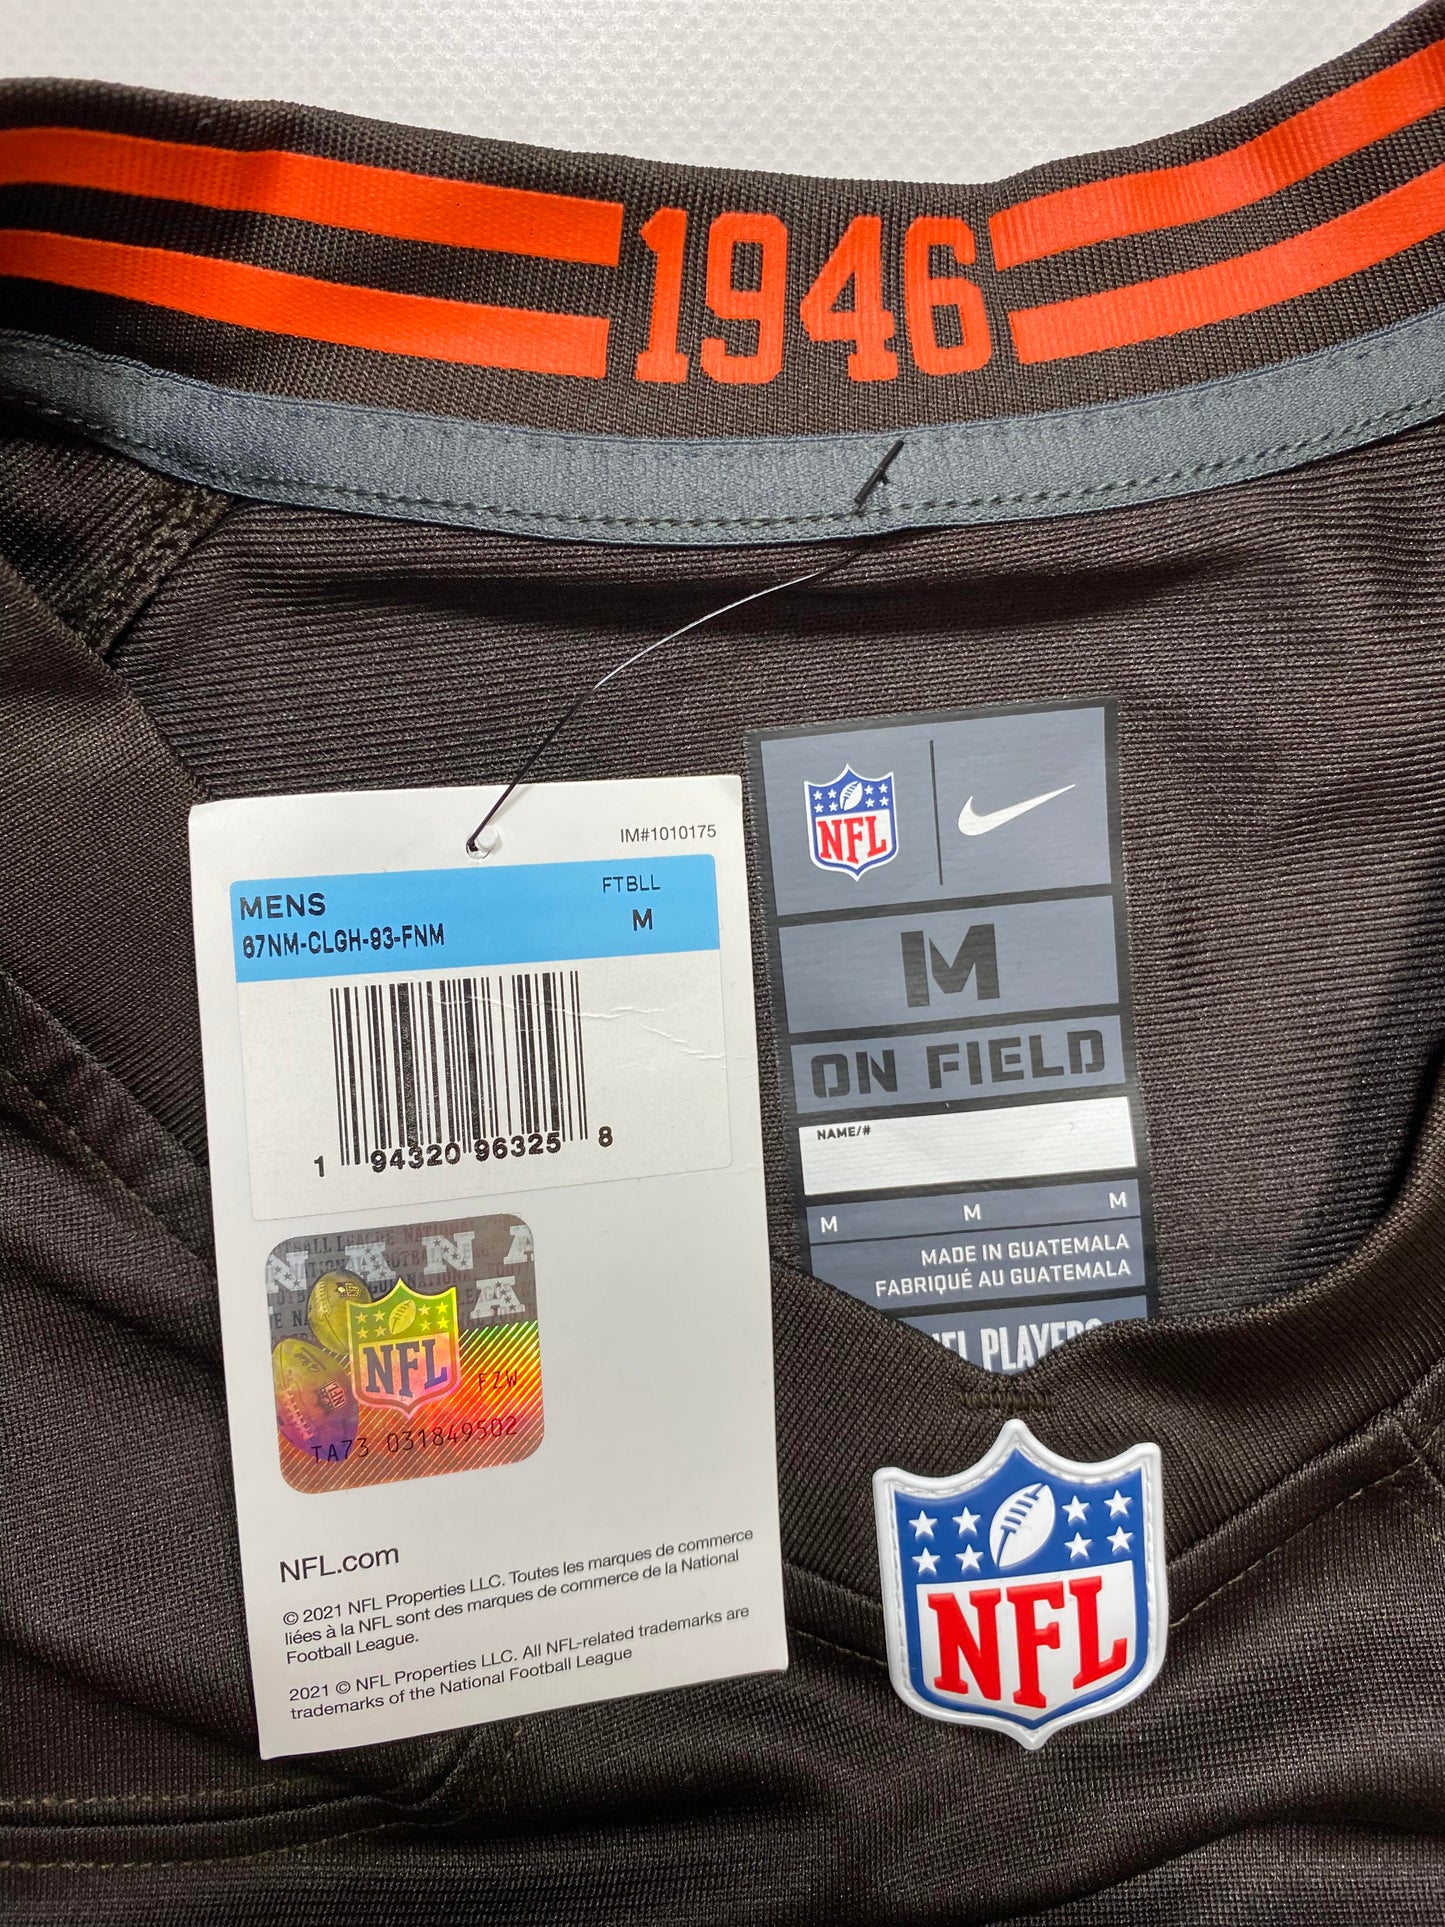 1946
IM#1010175
MENS
FTBLL
67NM-CLGH-93-FNM
M
1 94320 96325 8
NFL
FZW
TA73 031849502
NFL.com
© 2021 NFL Properties LLC. Toutes les marques de commerce
liées à la NFL sont des marques de commerce de la National
Football League.
2021 © NFL Properties LLC. All NFL-related trademarks are
trademarks of the National Football League
NFL
M
ON FIELD
NAME/#
M M M
MADE IN GUATEMALA
FABRIQUÉ AU GUATEMALA
NFL PLAYERS
NFL